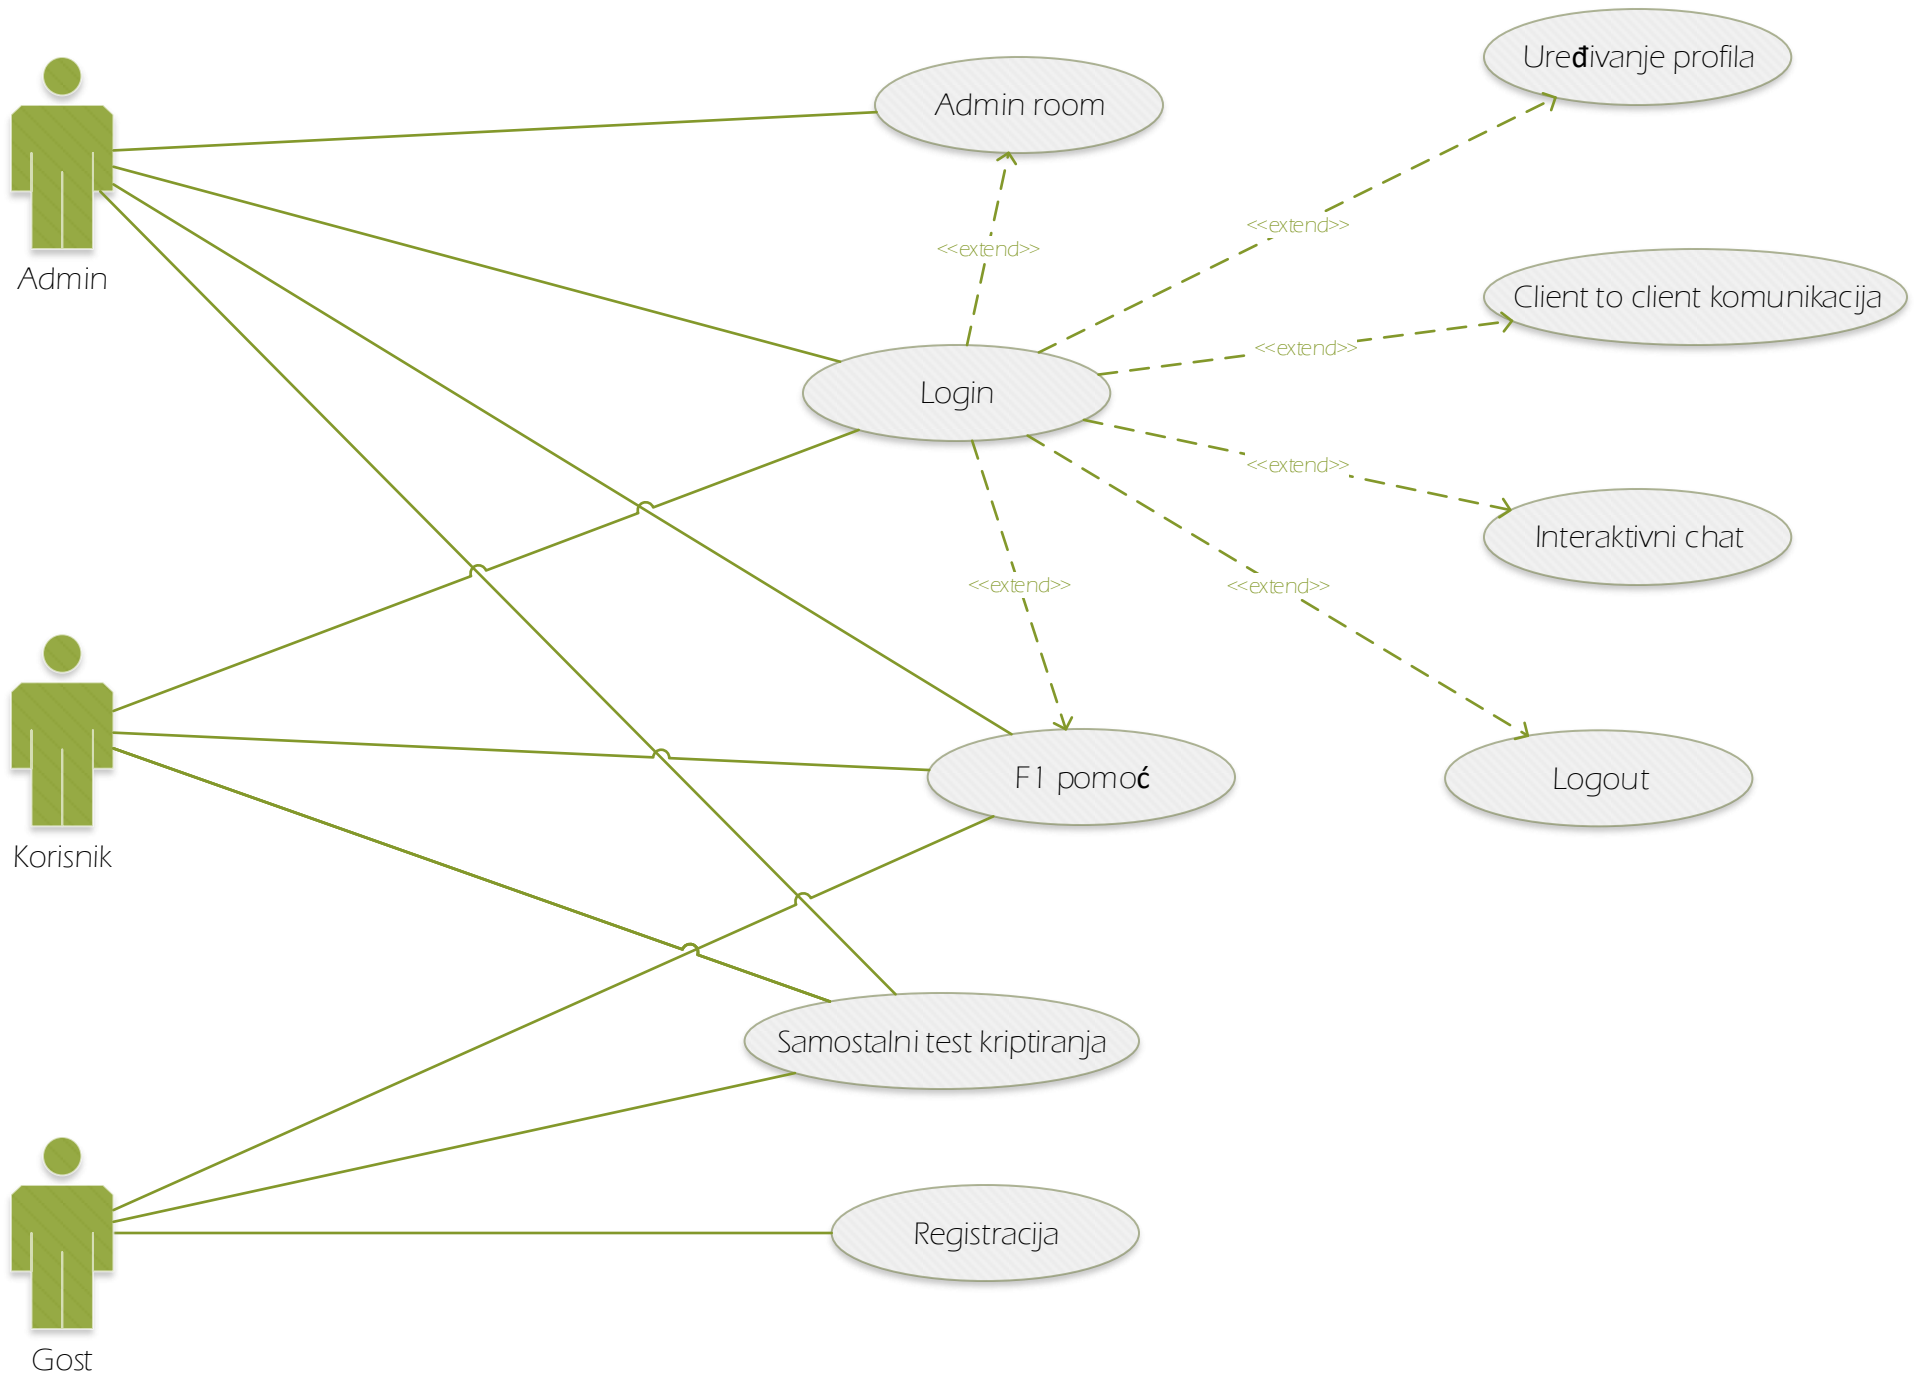 Uređivanje profila
Admin room
<<extend>>
<<extend>>
Admin
Client to client komunikacija
<<extend>>
Login
<<extend>>
Interaktivni chat
<<extend>>
<<extend>>
F1 pomoć
Logout
Korisnik
Samostalni test kriptiranja
Registracija
Gost